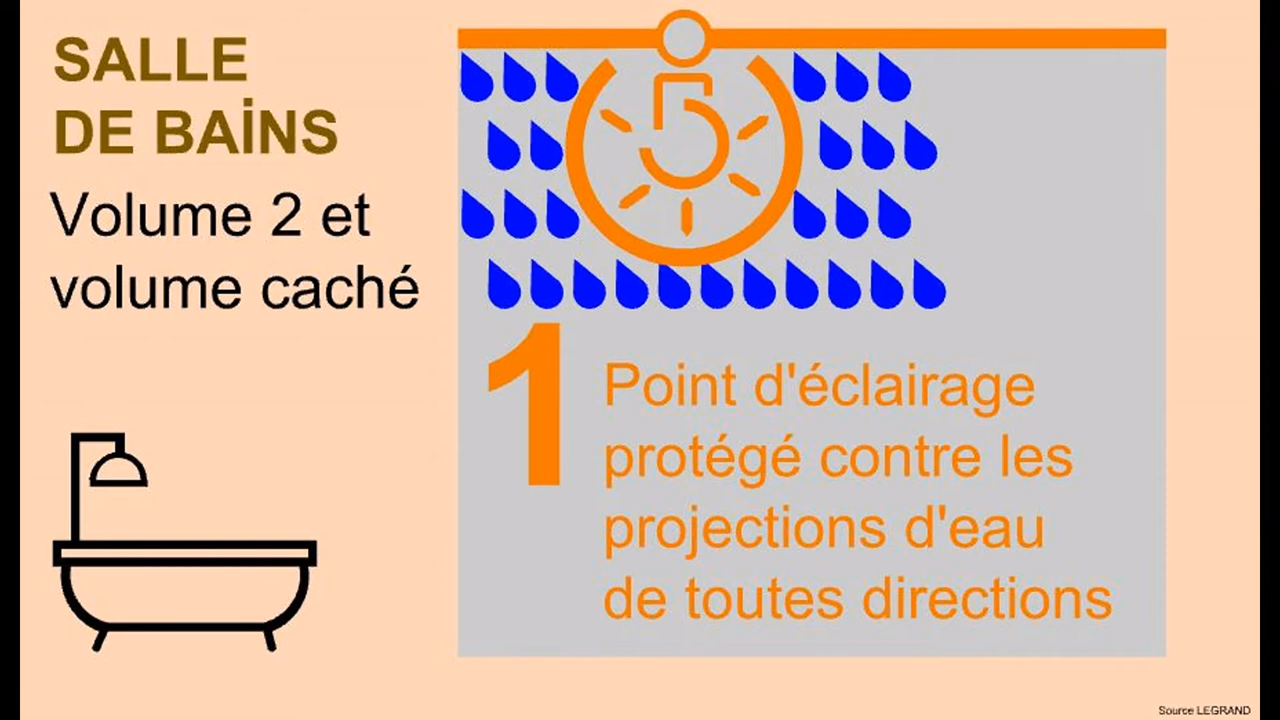 SALLE
DE BAİNS
Volume 2 et
volume caché
1
Point d'éclairage
protégé contre les
projections d'eau
de toutes directions
Source LEGRAND